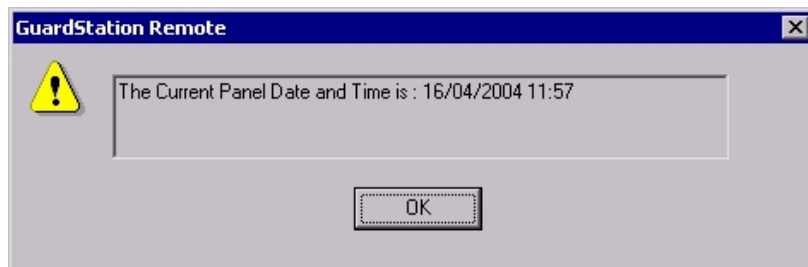 GuardStation Remote
The Current Panel Date and Time is : 16/04/2004 11:57
OK